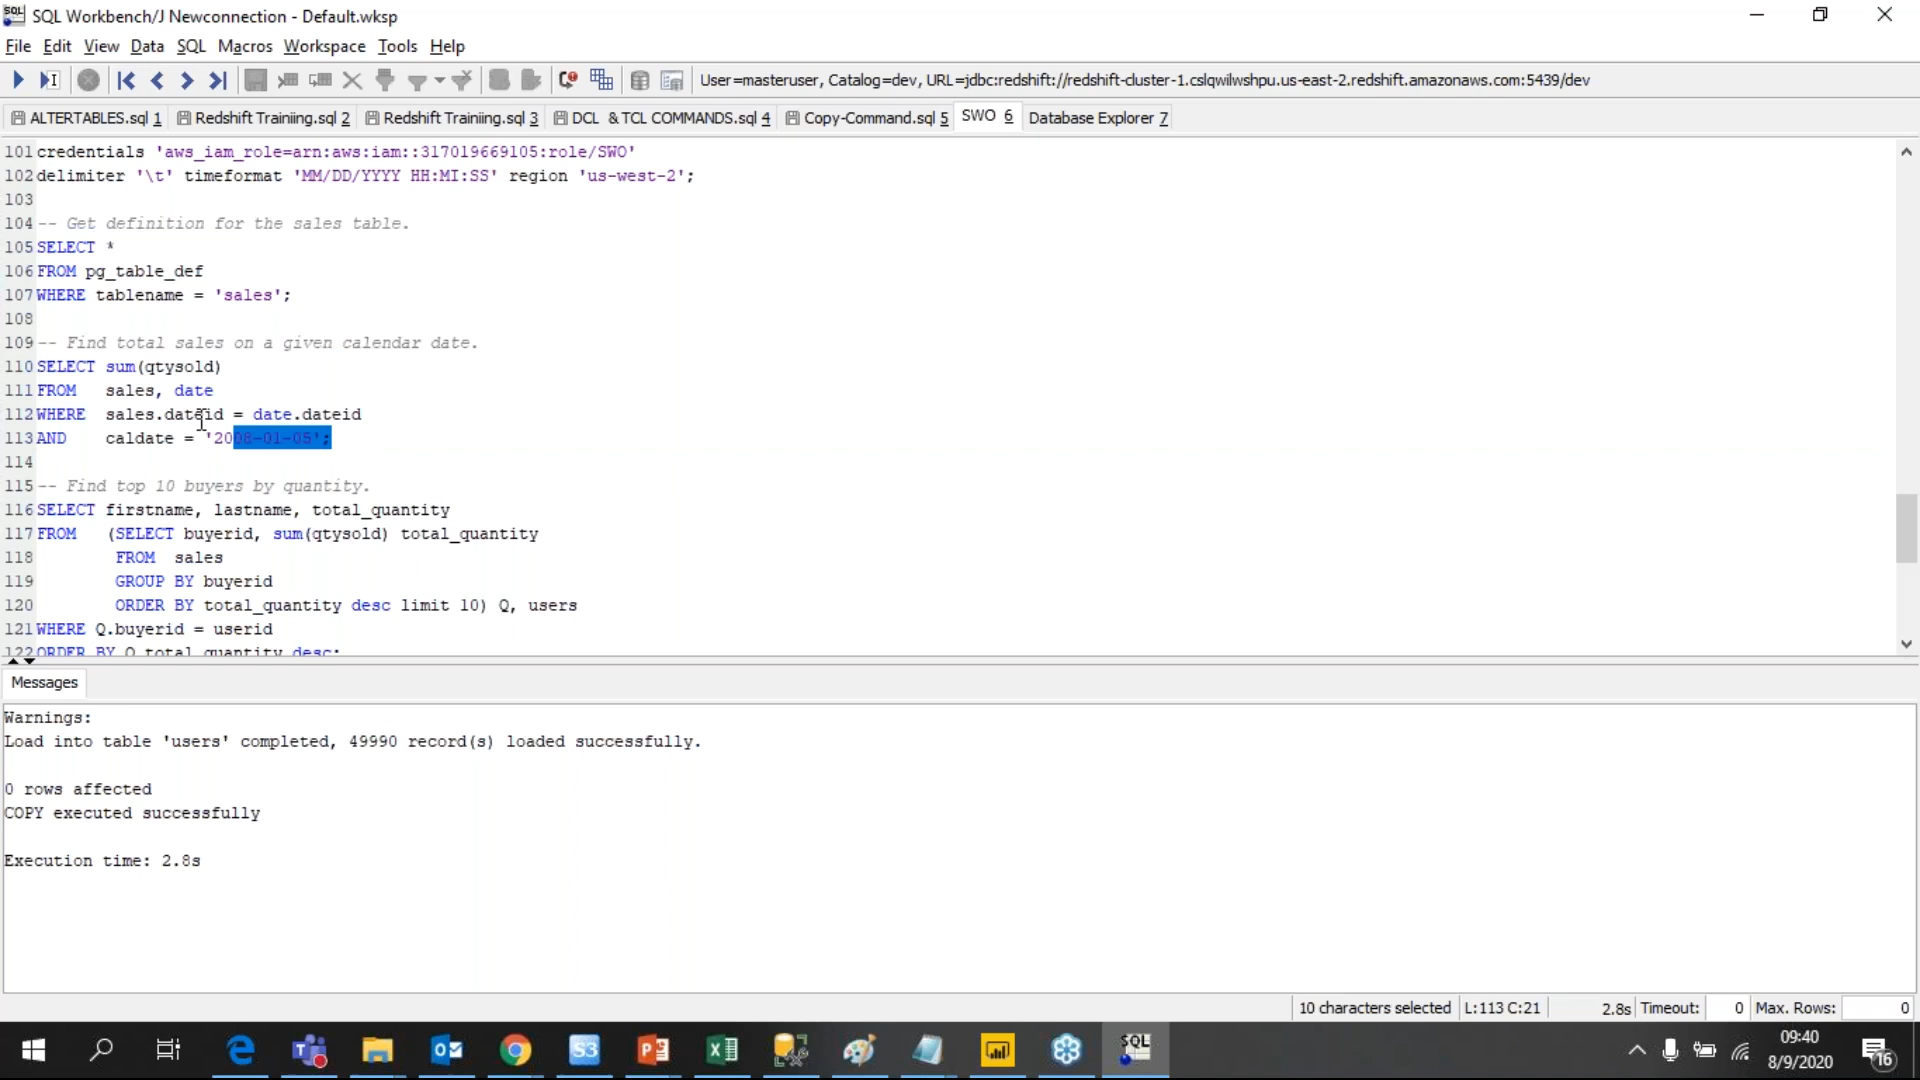 SQL Workbench/J Newconnection - Default.wksp
File Edit View Data SQL Macros Workspace Tools Help
User=masteruser, Catalog=dev, URL=jdbc:redshift://redshift-cluster-1.cslqwilwshpu.us-east-2.redshift.amazonaws.com:5439/dev
ALTERTABLES.sql 1 Redshift Trainiing.sql 2 Redshift Trainiing.sql 3 DCL & TCL COMMANDS.sql 4 Copy-Command.sql 5 SWO 6 Database Explorer 7
101 credentials 'aws_iam_role=arn:aws:iam::317019669105:role/SWO'
102 delimiter '\t' timeformat 'MM/DD/YYYY HH:MI:SS' region 'us-west-2';
103
104 -- Get definition for the sales table.
105 SELECT *
106 FROM pg_table_def
107 WHERE tablename = 'sales';
108
109 -- Find total sales on a given calendar date.
110 SELECT sum(qtysold)
111 FROM sales, date
112 WHERE sales.dateid = date.dateid
113 AND caldate = '2008-01-05';
114
115 -- Find top 10 buyers by quantity.
116 SELECT firstname, lastname, total_quantity
117 FROM (SELECT buyerid, sum(qtysold) total_quantity
118 FROM sales
119 GROUP BY buyerid
120 ORDER BY total_quantity desc limit 10) Q, users
121 WHERE Q.buyerid = userid
122 ORDER BY Q.total_quantity desc;
Messages
Warnings:
Load into table 'users' completed, 49990 record(s) loaded successfully.
0 rows affected
COPY executed successfully
Execution time: 2.8s
10 characters selected L:113 C:21 2.8s Timeout: 0 Max. Rows: 0
09:40
8/9/2020
16